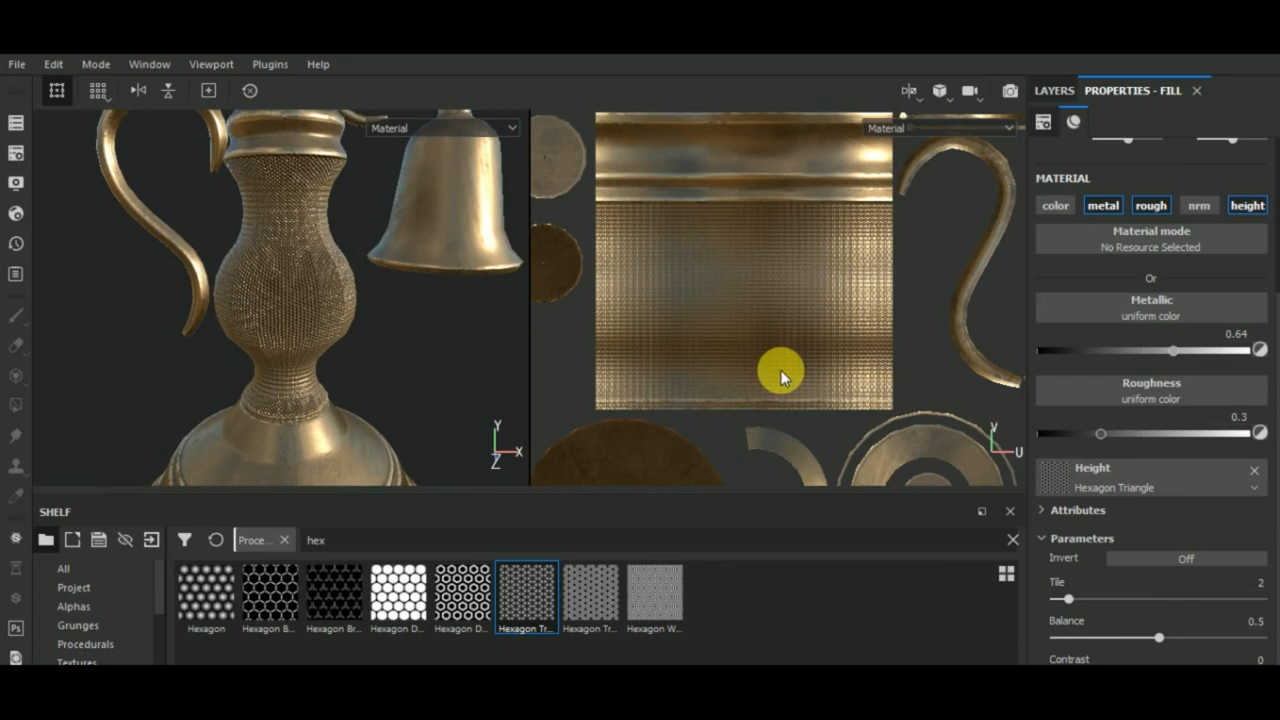 File Edit Mode Window Viewport Plugins Help
LAYERS PROPERTIES - FILL
Material
Material
MATERIAL
color metal rough nrm height
Material mode
No Resource Selected
Or
Metallic
uniform color
0.64
Roughness
uniform color
0.3
Height
Hexagon Triangle
Attributes
Parameters
Invert Off
Tile 2
Balance 0.5
Contrast 0
Y
X
Z
V
U
SHELF
Proce... hex
All
Project
Alphas
Grunges
Procedurals
Textures
Hexagon Hexagon B... Hexagon Br... Hexagon D... Hexagon D... Hexagon Tr... Hexagon Tr... Hexagon W...
Ps